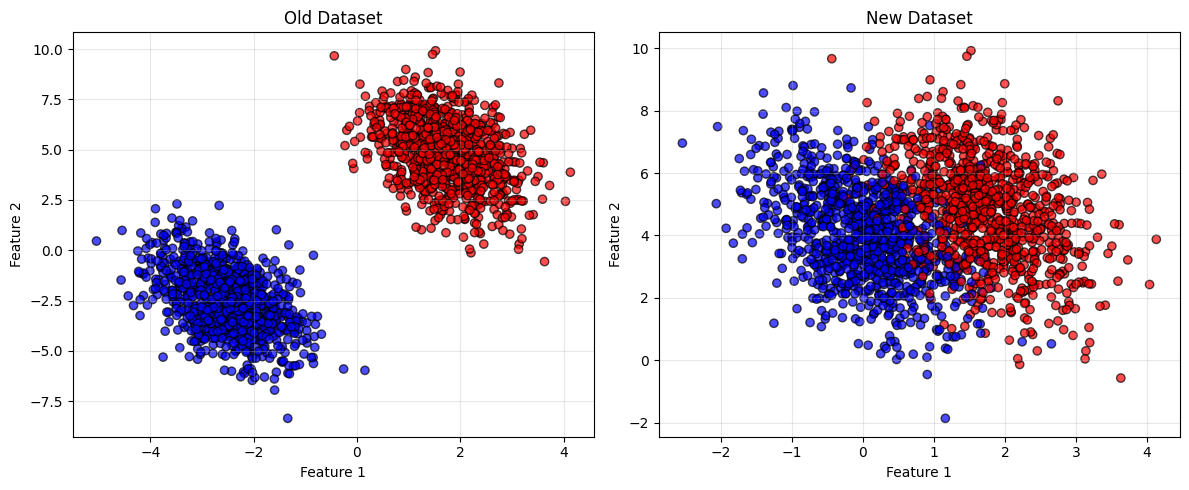 Old Dataset
10.0
7.5
5.0
2.5
0.0
−2.5
−5.0
−7.5
Feature 2
−4 −2 0 2 4
Feature 1
New Dataset
10
8
6
4
2
0
−2
Feature 2
−2 −1 0 1 2 3 4
Feature 1